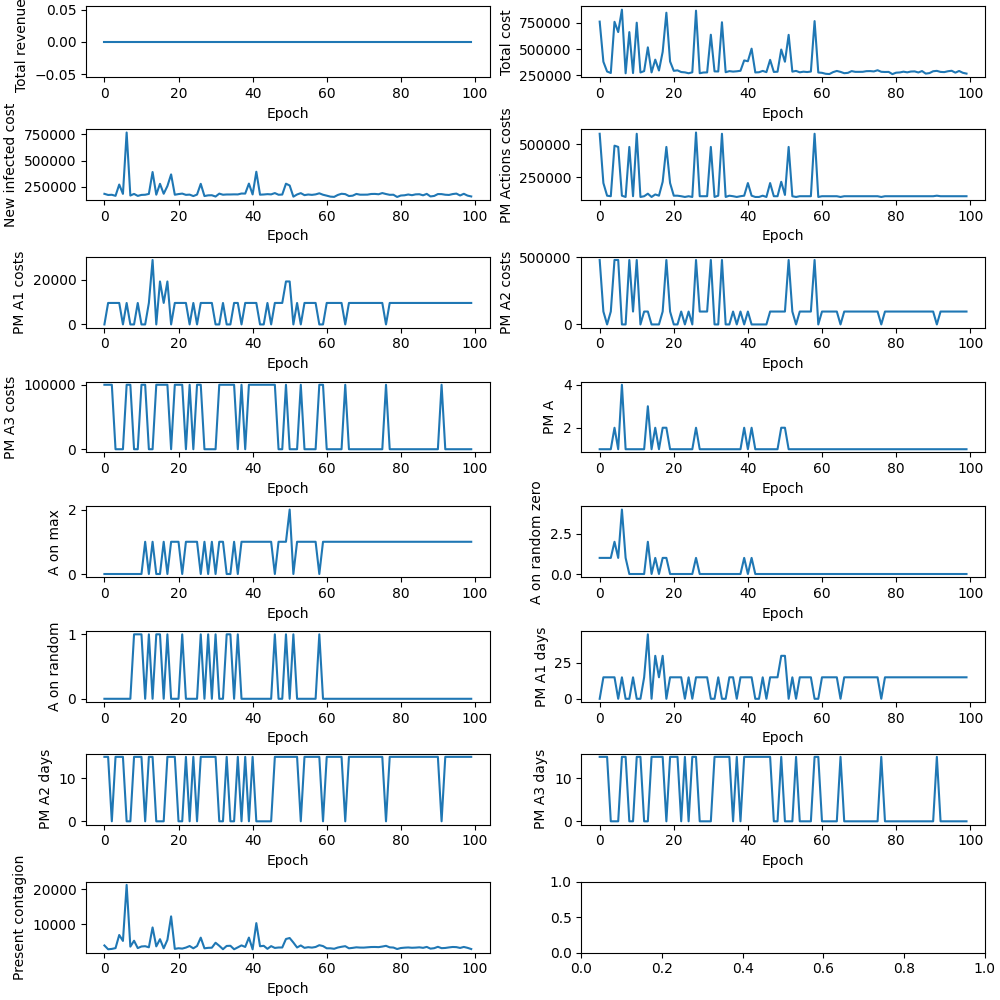 Total revenue
0.05
0.00
−0.05
0 20 40 60 80 100
Epoch
Total cost
750000
500000
250000
0 20 40 60 80 100
Epoch
New infected cost
750000
500000
250000
0 20 40 60 80 100
Epoch
PM Actions costs
500000
250000
0 20 40 60 80 100
Epoch
PM A1 costs
20000
0
0 20 40 60 80 100
Epoch
PM A2 costs
500000
0
0 20 40 60 80 100
Epoch
PM A3 costs
100000
0
0 20 40 60 80 100
Epoch
PM A
4
2
0 20 40 60 80 100
Epoch
A on max
2
0
0 20 40 60 80 100
Epoch
A on random zero
2.5
0.0
0 20 40 60 80 100
Epoch
A on random
1
0
0 20 40 60 80 100
Epoch
PM A1 days
25
0
0 20 40 60 80 100
Epoch
PM A2 days
10
0
0 20 40 60 80 100
Epoch
PM A3 days
10
0
0 20 40 60 80 100
Epoch
Present contagion
20000
10000
0 20 40 60 80 100
Epoch
1.0
0.5
0.0
0.0 0.2 0.4 0.6 0.8 1.0